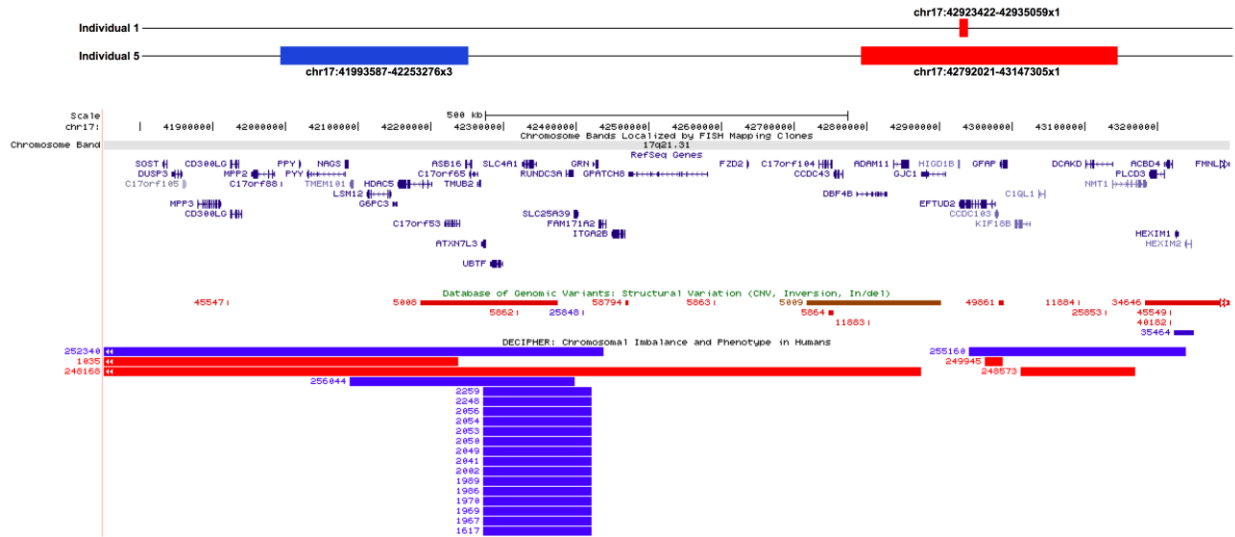 chr17:42923422-42935059x1
Individual 1
Individual 5
chr17:41993587-42253276x3 chr17:42792021-43147305x1
Scale 500 kb
chr17: 41900000 42000000 42100000 42200000 42300000 42400000 42500000 42600000 42700000 42800000 42900000 43000000 43100000 43200000
Chromosome Bands Localized by FISH Mapping Clones
Chromosome Band 17q21.31
RefSeq Genes
SOST CD300LG PPY NAGS ASB16 SLC4A1 GRN FZD2 C17orf104 ADAM11 HIGD1B GFAP DCAKD ACBD4 FMNL
DUSP3 MPP2 PYY C17orf65 RUNDC3A GPATCH8 CCDC43 GJC1 PLCD3
C17orf105 C17orf88 TMEM101 HDAC5 TMUB2 NMT1
LSM12 DBF4B C1QL1
MPP3 G6PC3 EFTUD2
CD300LG SLC25A39 CCDC103
C17orf53 FAM171A2 KIF18B
ITGA2B HEXIM1
ATXN7L3 HEXIM2
UBTF
Database of Genomic Variants: Structural Variation (CNV, Inversion, In/del)
45547 5008 58794 5863 5009 49861 11884 34646
5862 25848 5864 25853 45549
11883 40182
35464
DECIPHER: Chromosomal Imbalance and Phenotype in Humans
252340 255160
1035 249945
248168 248573
256044
2259
2248
2056
2054
2053
2050
2049
2041
2002
1989
1986
1970
1969
1967
1617